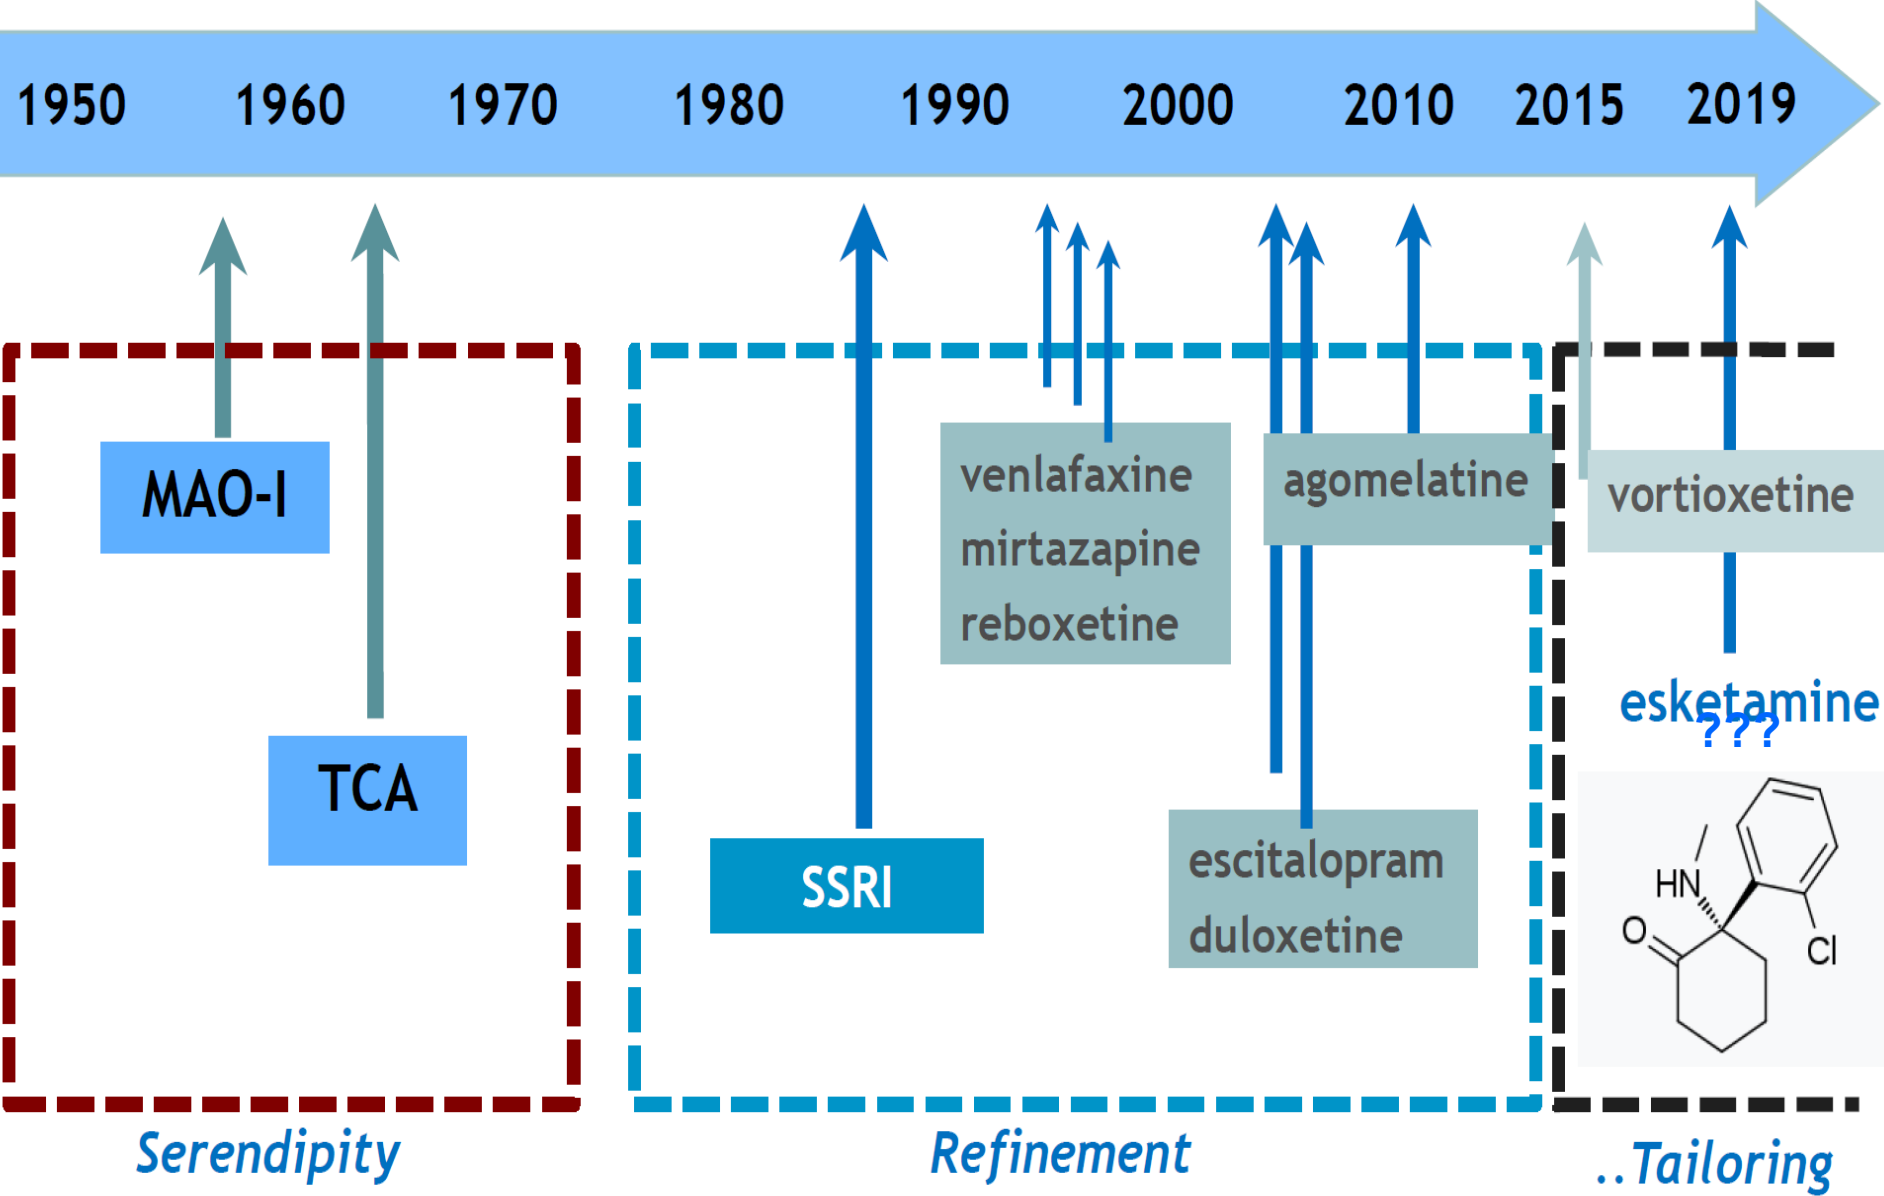 1950 1960 1970 1980 1990 2000 2010 2015 2019
MAO-I
TCA
SSRI
venlafaxine
mirtazapine
reboxetine
agomelatine
escitalopram
duloxetine
vortioxetine
esketamine
???
HN
O
Cl
Serendipity
Refinement
..Tailoring